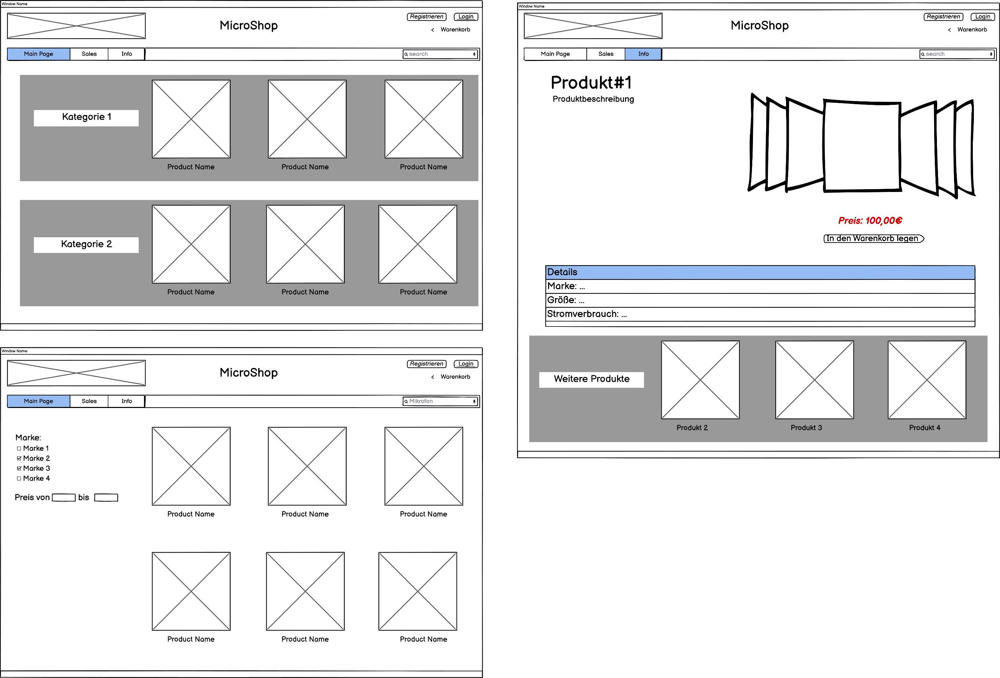 Window Name
MicroShop
Registrieren Login
< Warenkorb
Main Page Sales Info search
Kategorie 1
Product Name Product Name Product Name
Kategorie 2
Product Name Product Name Product Name
Window Name
MicroShop
Registrieren Login
< Warenkorb
Main Page Sales Info Mikrofon
Marke:
Marke 1
Marke 2
Marke 3
Marke 4
Preis von bis
Product Name Product Name Product Name
Product Name Product Name Product Name
Window Name
MicroShop
Registrieren Login
< Warenkorb
Main Page Sales Info search
Produkt#1
Produktbeschreibung
Preis: 100,00€
In den Warenkorb legen
Details
Marke: ...
Größe: ...
Stromverbrauch: ...
Weitere Produkte
Produkt 2 Produkt 3 Produkt 4